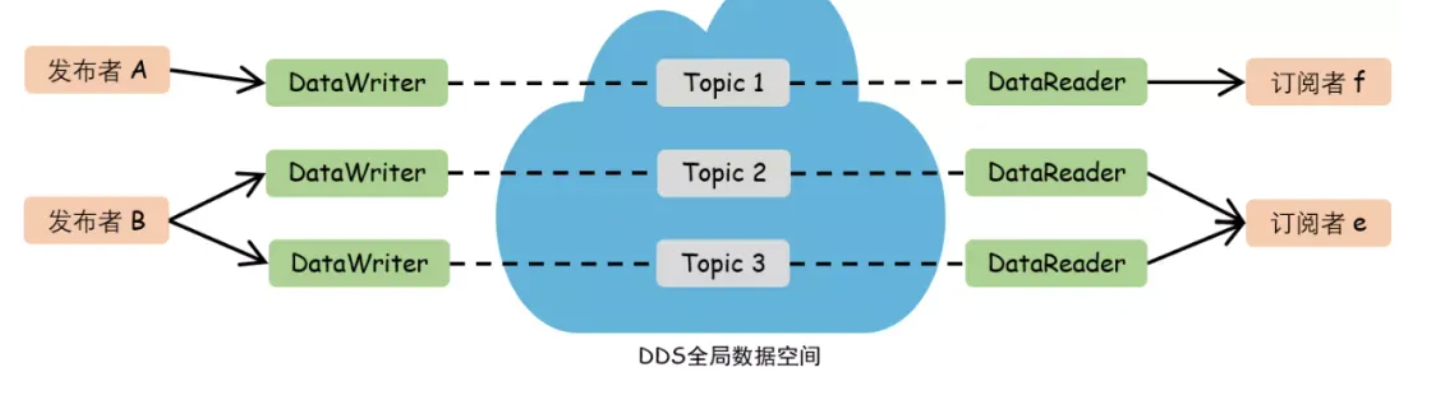 发布者 A
DataWriter
Topic 1
DataReader
订阅者 f
DataWriter
Topic 2
DataReader
发布者 B
订阅者 e
DataWriter
Topic 3
DataReader
DDS全局数据空间